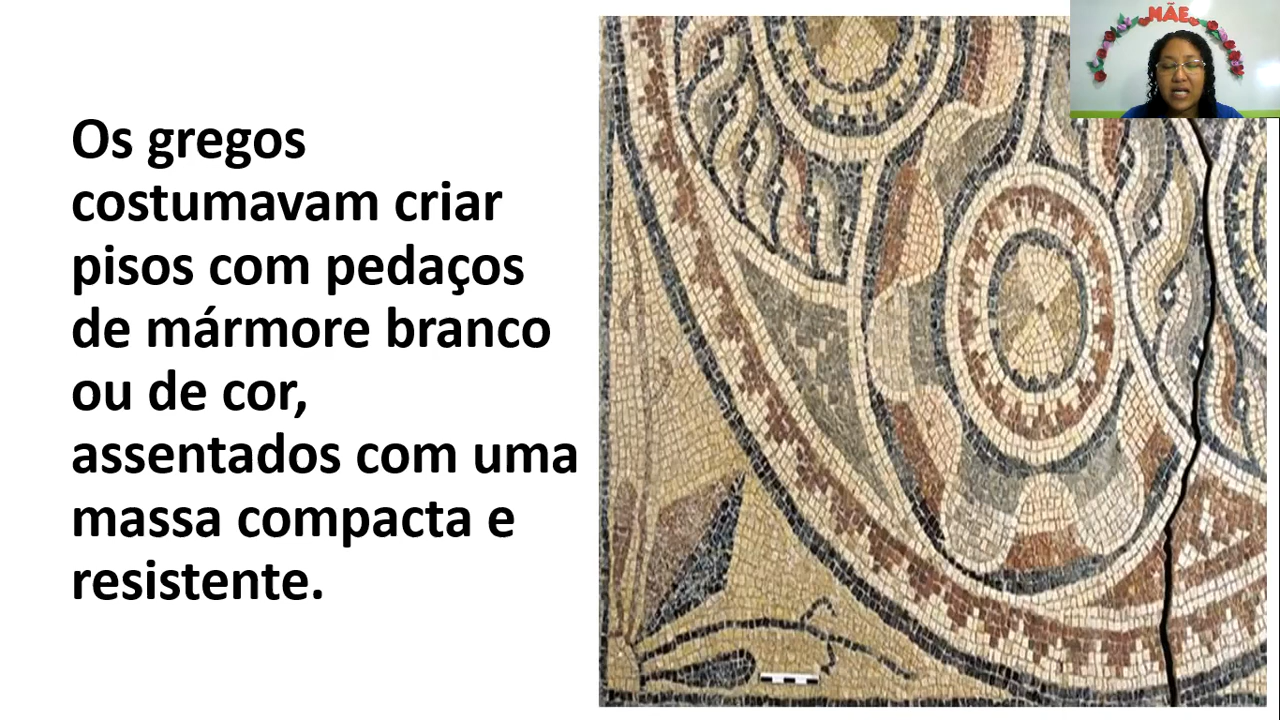 MÃE
Os gregos
costumavam criar
pisos com pedaços
de mármore branco
ou de cor,
assentados com uma
massa compacta e
resistente.